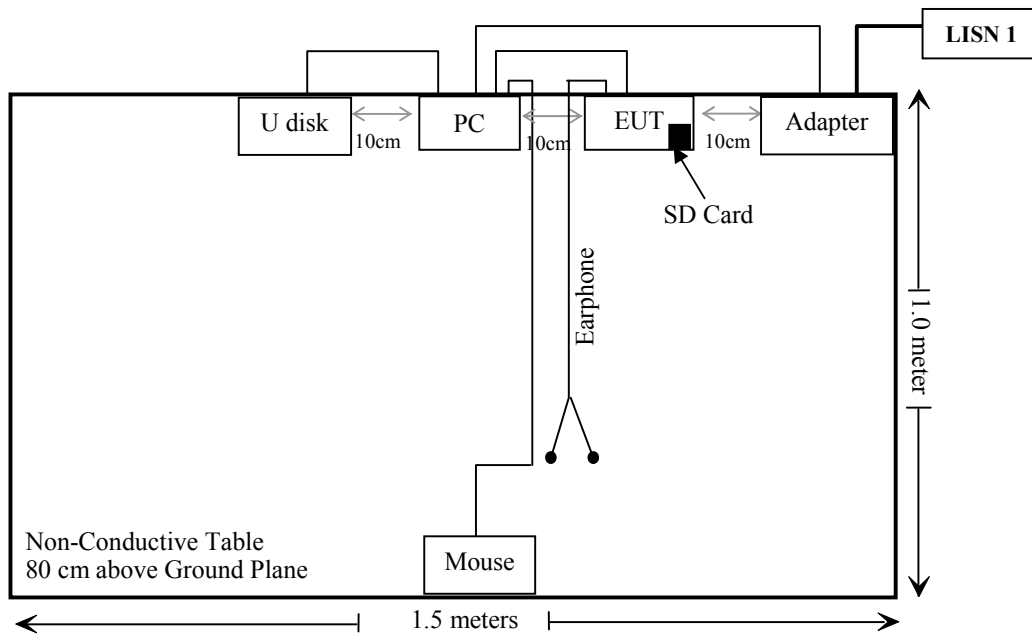 LISN 1
U disk
PC
EUT
Adapter
10cm
10cm
10cm
SD Card
Earphone
1.0 meter
Mouse
Non-Conductive Table
80 cm above Ground Plane
1.5 meters